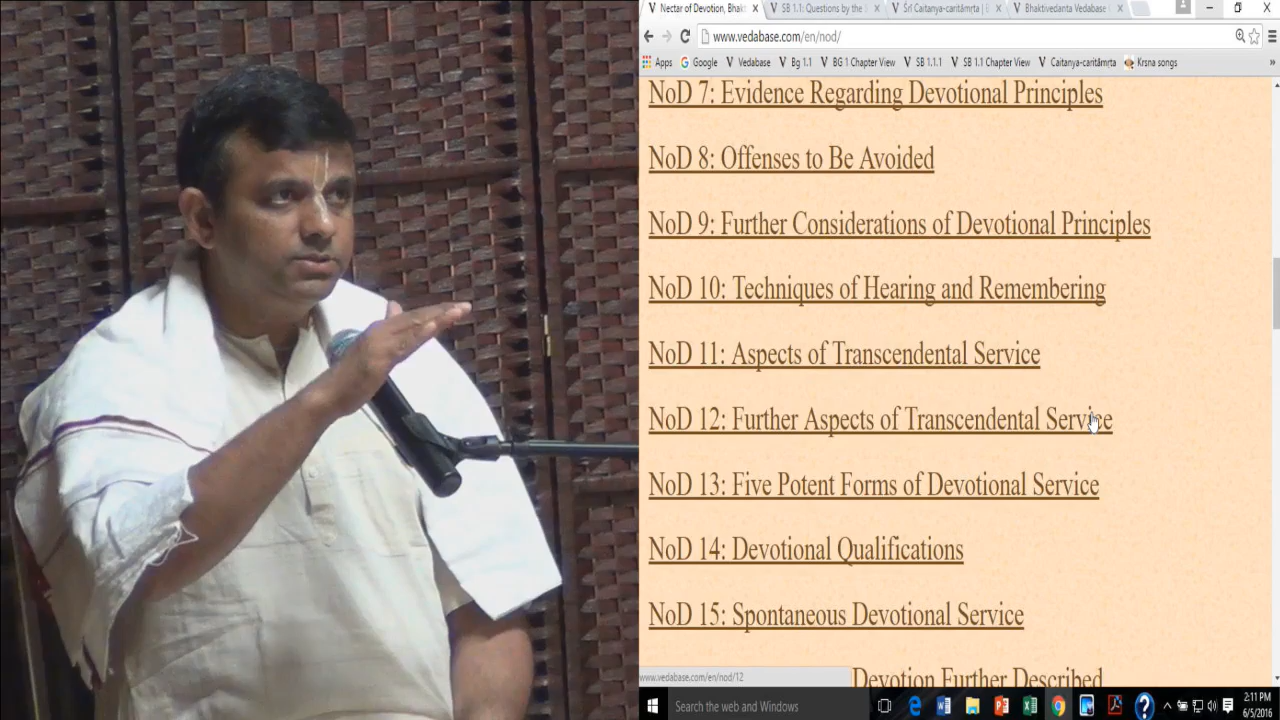 Nectar of Devotion, Bhak
SB 1.1: Questions by the
Śrī Caitanya-caritāmṛta | B
Bhaktivedanta Vedabase
www.vedabase.com/en/nod/
Apps Google Vedabase Bg 1.1 BG 1 Chapter View SB 1.1.1 SB 1.1 Chapter View Caitanya-caritāmṛta Krsna songs »
NoD 7: Evidence Regarding Devotional Principles
NoD 8: Offenses to Be Avoided
NoD 9: Further Considerations of Devotional Principles
NoD 10: Techniques of Hearing and Remembering
NoD 11: Aspects of Transcendental Service
NoD 12: Further Aspects of Transcendental Service
NoD 13: Five Potent Forms of Devotional Service
NoD 14: Devotional Qualifications
NoD 15: Spontaneous Devotional Service
Devotion Further Described
www.vedabase.com/en/nod/12
Search the web and Windows
2:11 PM
6/5/2016